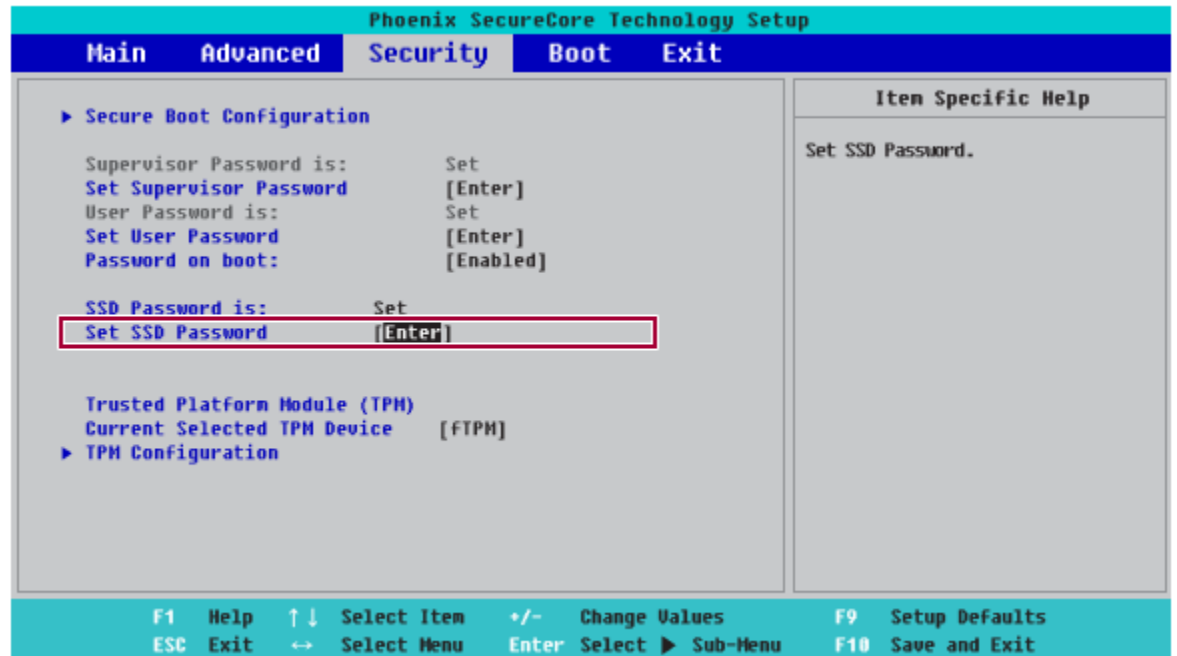 Phoenix SecureCore Technology Setup
Main Advanced Security Boot Exit
Item Specific Help
▶ Secure Boot Configuration
Set SSD Password.
Supervisor Password is: Set
Set Supervisor Password [Enter]
User Password is: Set
Set User Password [Enter]
Password on boot: [Enabled]
SSD Password is: Set
Set SSD Password [Enter]
Trusted Platform Module (TPM)
Current Selected TPM Device [fTPM]
▶ TPM Configuration
F1 Help ↑↓ Select Item +/- Change Values F9 Setup Defaults
ESC Exit ↔ Select Menu Enter Select ▶ Sub-Menu F10 Save and Exit